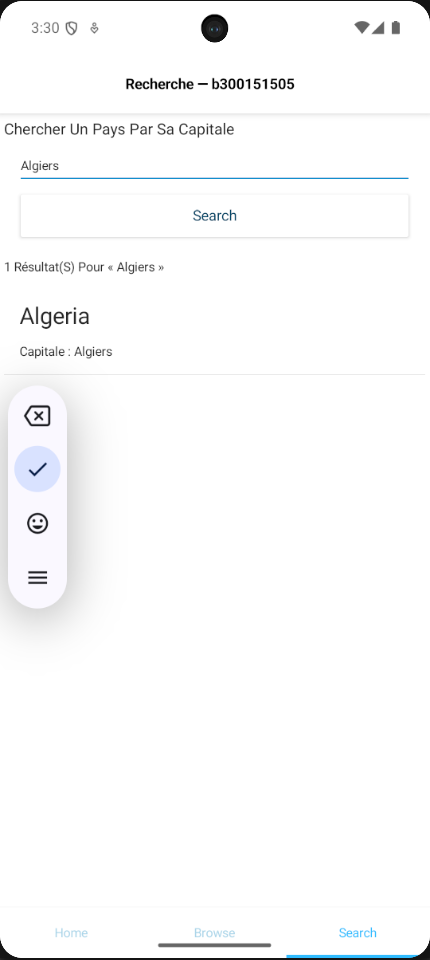 3:30
Recherche — b300151505
Chercher Un Pays Par Sa Capitale
Algiers
Search
1 Résultat(S) Pour « Algiers »
Algeria
Capitale : Algiers
Home Browse Search